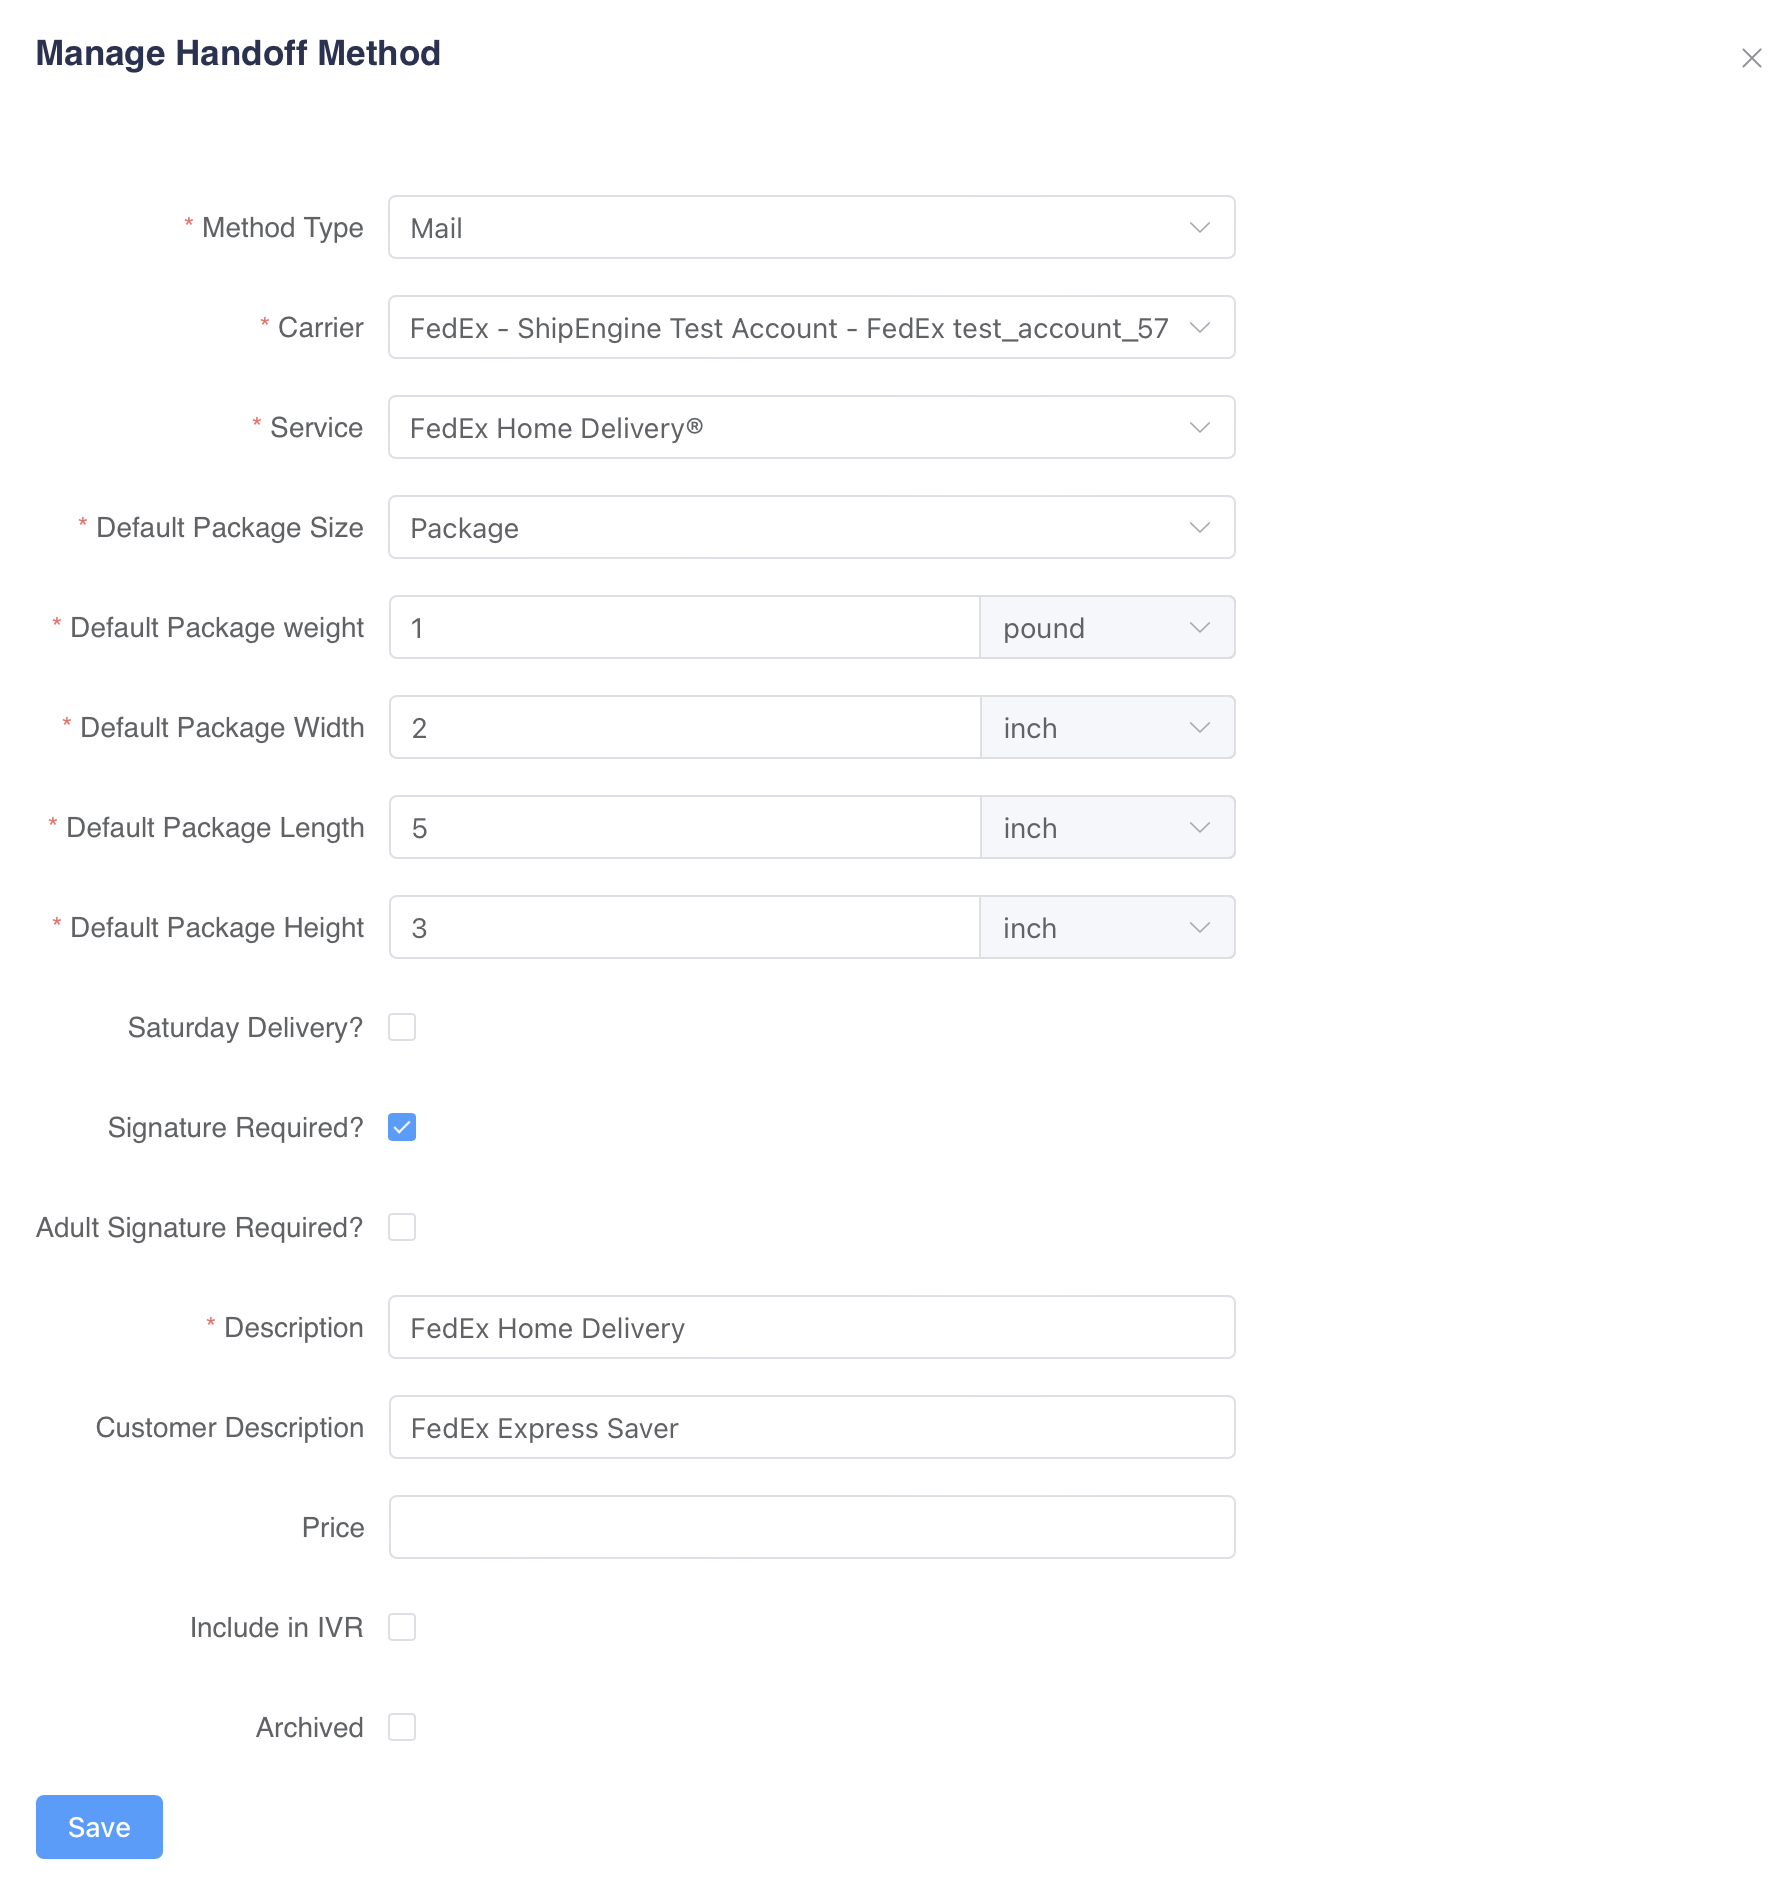 Manage Handoff Method
* Method Type Mail
* Carrier FedEx - ShipEngine Test Account - FedEx test_account_57
* Service FedEx Home Delivery®
* Default Package Size Package
* Default Package weight 1 pound
* Default Package Width 2 inch
* Default Package Length 5 inch
* Default Package Height 3 inch
Saturday Delivery?
Signature Required?
Adult Signature Required?
* Description FedEx Home Delivery
Customer Description FedEx Express Saver
Price
Include in IVR
Archived
Save